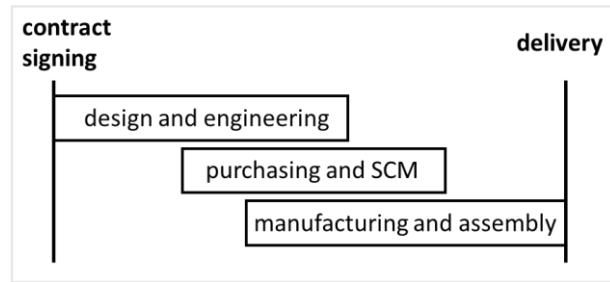 contract
signing
delivery
design and engineering
purchasing and SCM
manufacturing and assembly